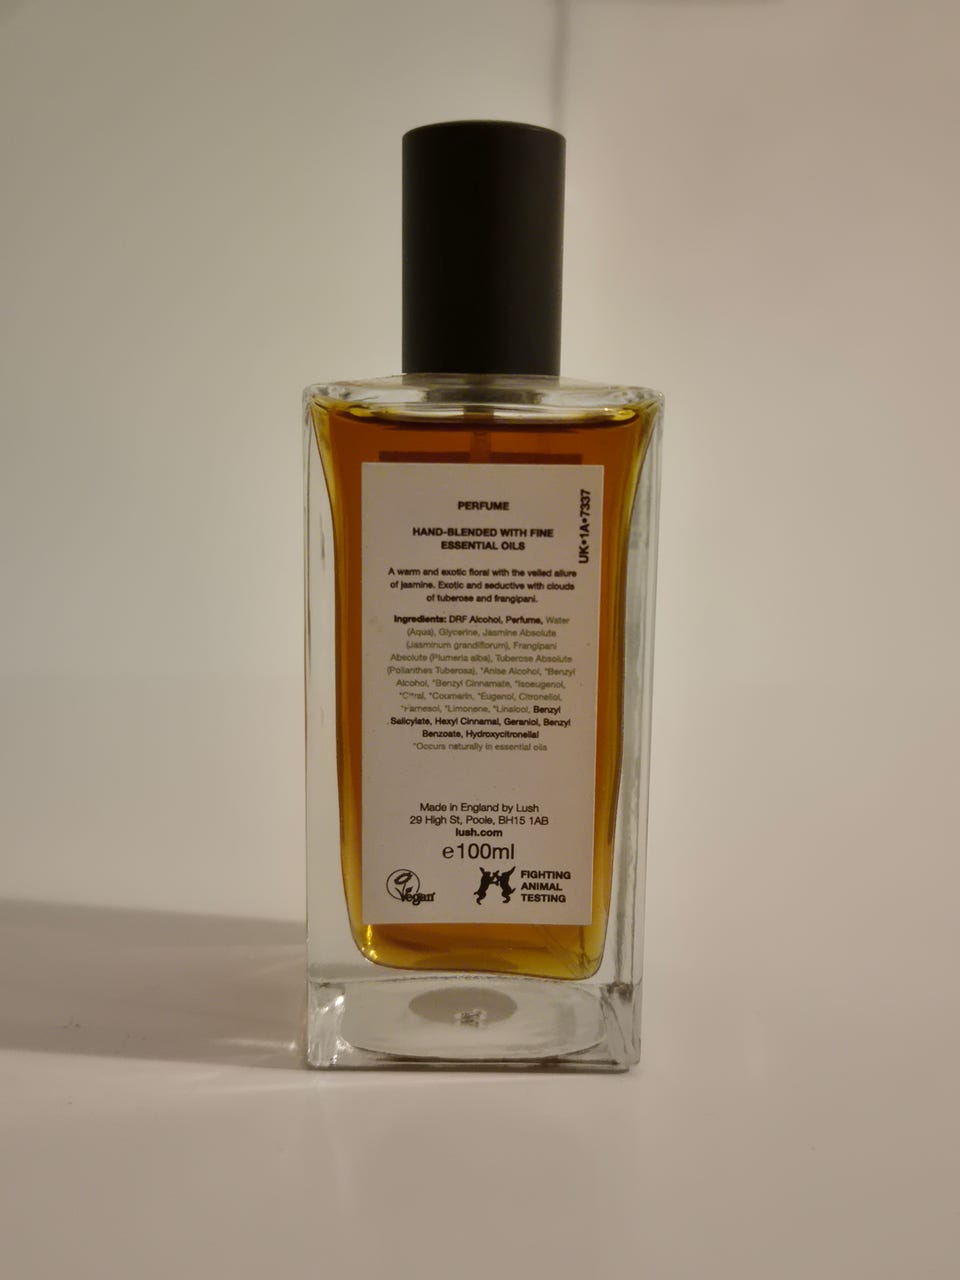 PERFUME
UK•1A•7337
HAND-BLENDED WITH FINE
ESSENTIAL OILS
A warm and exotic floral with the veiled allure
of jasmine. Exotic and seductive with clouds
of tuberose and frangipani.
Ingredients: DRF Alcohol, Perfume, Water
(Aqua), Glycerine, Jasmine Absolute
(Jasminum grandiflorum), Frangipani
Absolute (Plumeria alba), Tuberose Absolute
(Polianthes Tuberosa), *Anise Alcohol, *Benzyl
Alcohol, *Benzyl Cinnamate, *Isoeugenol,
*Citral, *Coumarin, *Eugenol, Citronellol,
*Farnesol, *Limonene, *Linalool, Benzyl
Salicylate, Hexyl Cinnamal, Geraniol, Benzyl
Benzoate, Hydroxycitronellal
*Occurs naturally in essential oils
Made in England by Lush
29 High St, Poole, BH15 1AB
lush.com
e100ml
Vegan
FIGHTING
ANIMAL
TESTING